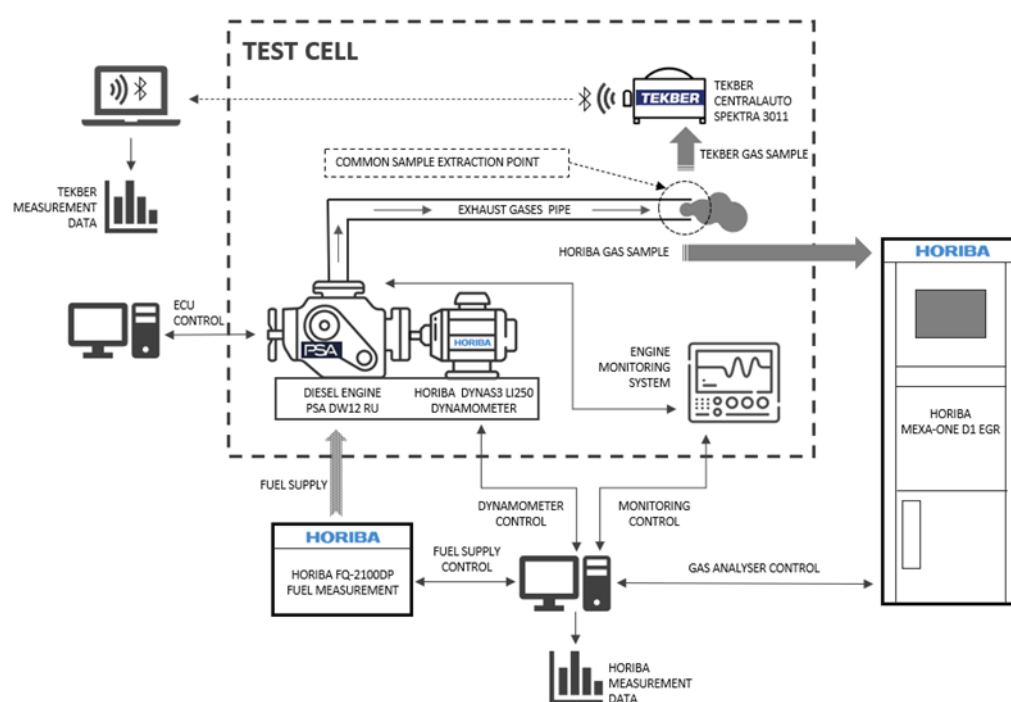 TEST CELL
TEKBER
TEKBER
CENTRALAUTO
SPEKTRA 3011
COMMON SAMPLE EXTRACTION POINT
TEKBER GAS SAMPLE
TEKBER
MEASUREMENT
DATA
EXHAUST GASES PIPE
HORIBA GAS SAMPLE
HORIBA
ECU
CONTROL
PSA
HORIBA
ENGINE
MONITORING
SYSTEM
DIESEL ENGINE
PSA DW12 RU
HORIBA DYNAS3 LI250
DYNAMOMETER
HORIBA
MEXA-ONE D1 EGR
FUEL SUPPLY
DYNAMOMETER
CONTROL
MONITORING
CONTROL
HORIBA
HORIBA FQ-2100DP
FUEL MEASUREMENT
FUEL SUPPLY
CONTROL
GAS ANALYSER CONTROL
HORIBA
MEASUREMENT
DATA